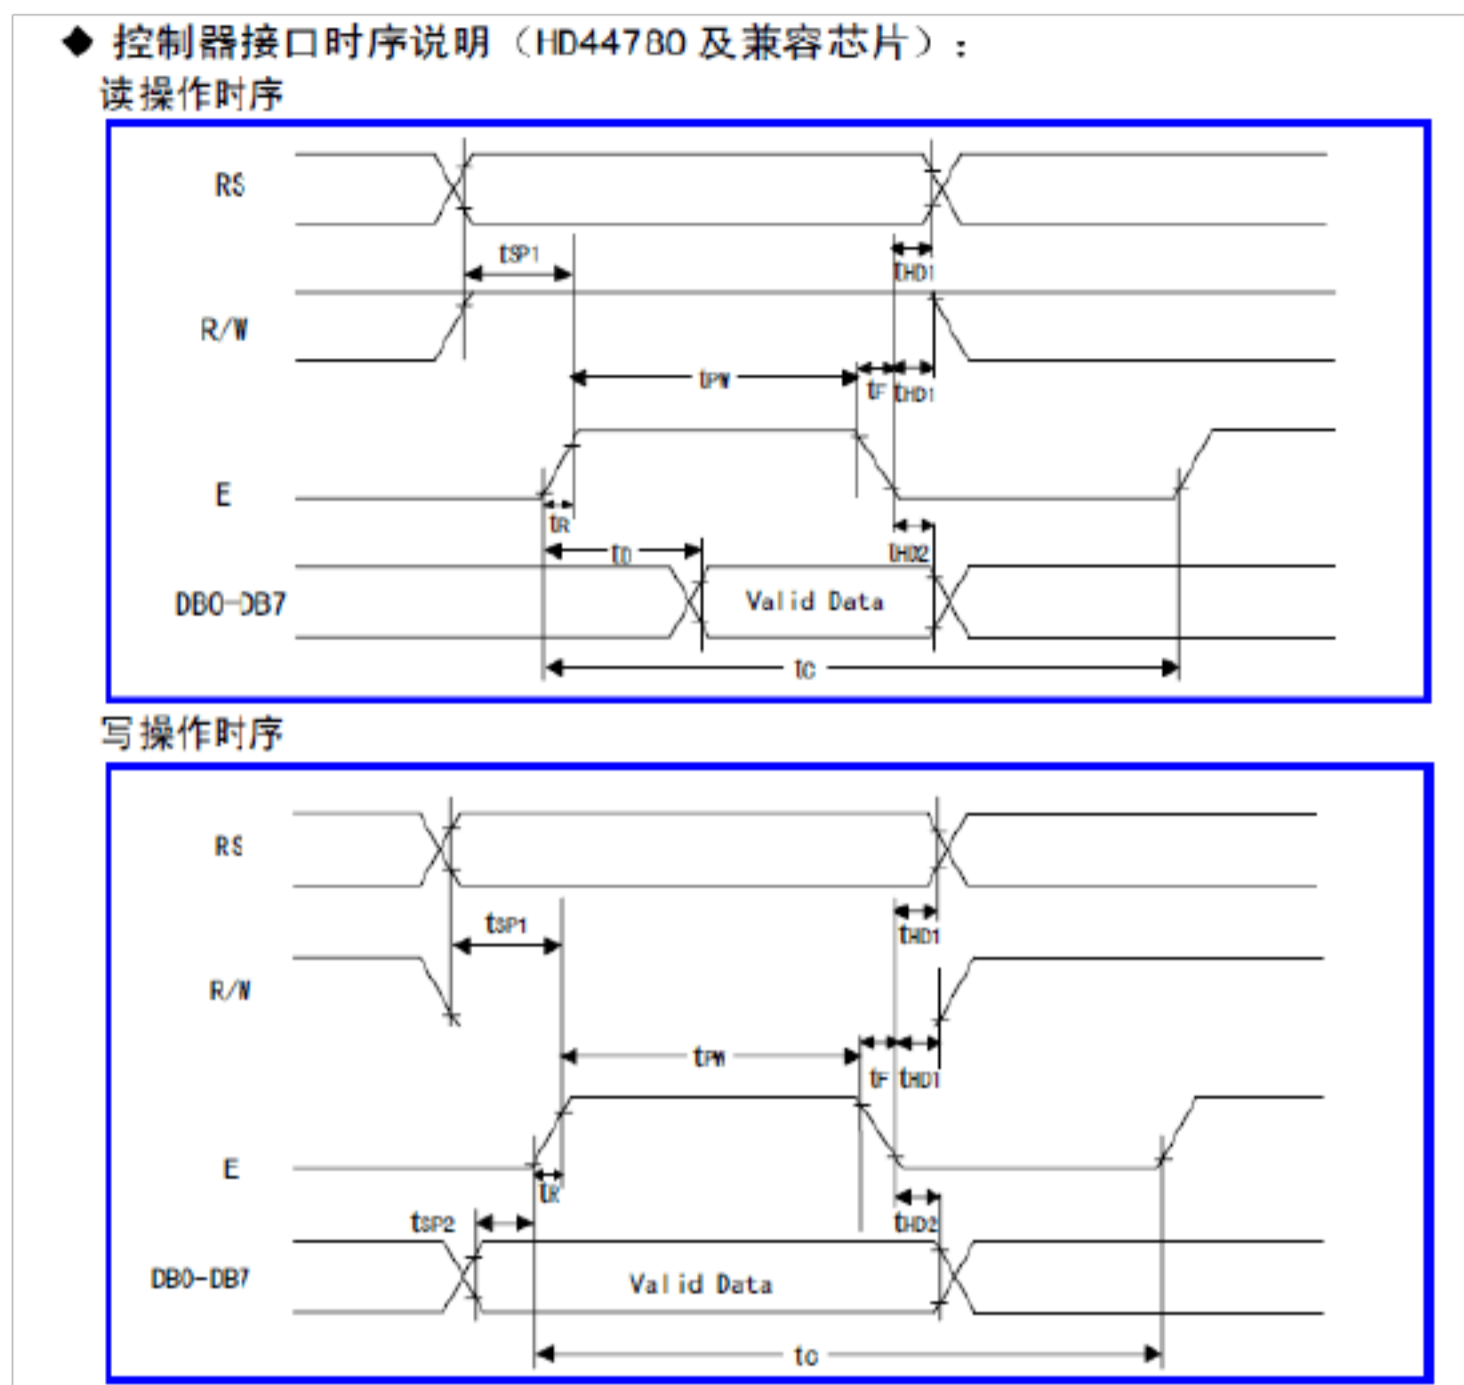 ◆ 控制器接口时序说明（HD44780 及兼容芯片）：
读操作时序
RS
tSP1
tHD1
R/W
tPW
tF
tHD1
E
tR
tD
tHD2
DB0-DB7
Valid Data
tC
写操作时序
RS
tSP1
tHD1
R/W
tPW
tF
tHD1
E
tR
tSP2
tHD2
DB0-DB7
Valid Data
tC